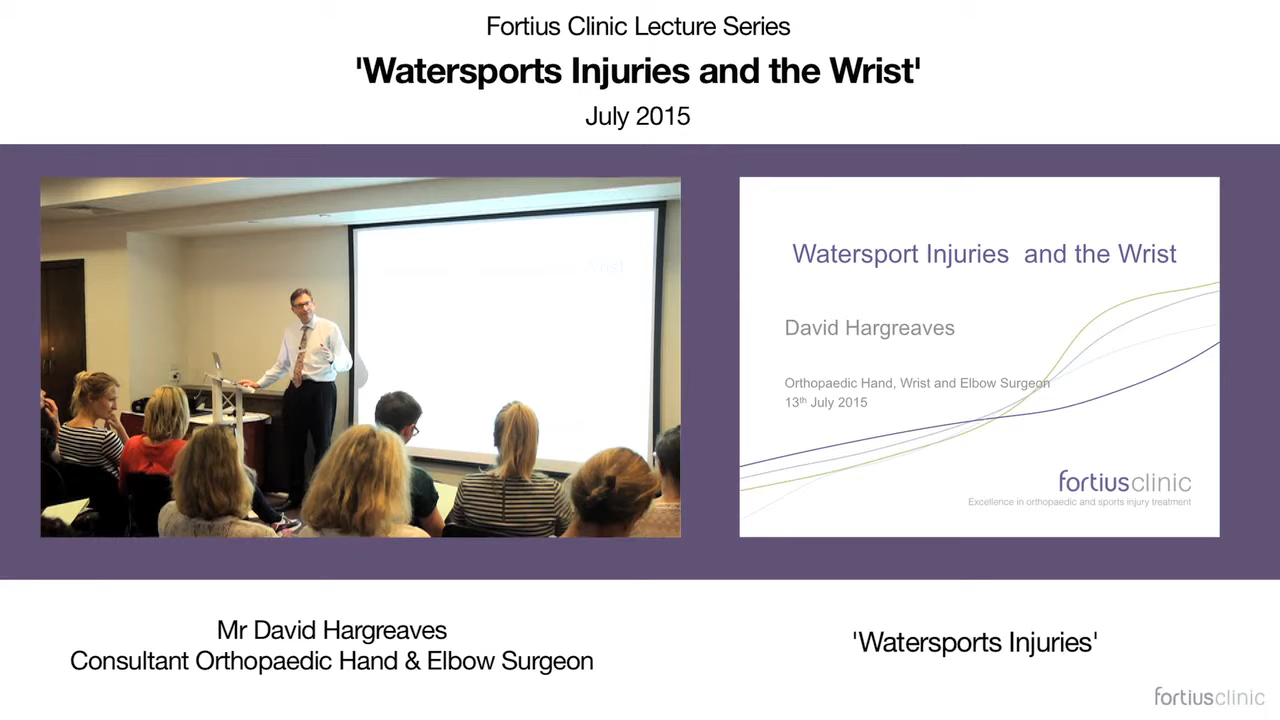 Fortius Clinic Lecture Series
'Watersports Injuries and the Wrist'
July 2015
Watersport Injuries and the Wrist
David Hargreaves
Orthopaedic Hand, Wrist and Elbow Surgeon
13th July 2015
fortiusclinic
Excellence in orthopaedic and sports injury treatment
Mr David Hargreaves
Consultant Orthopaedic Hand & Elbow Surgeon
'Watersports Injuries'
fortiusclinic